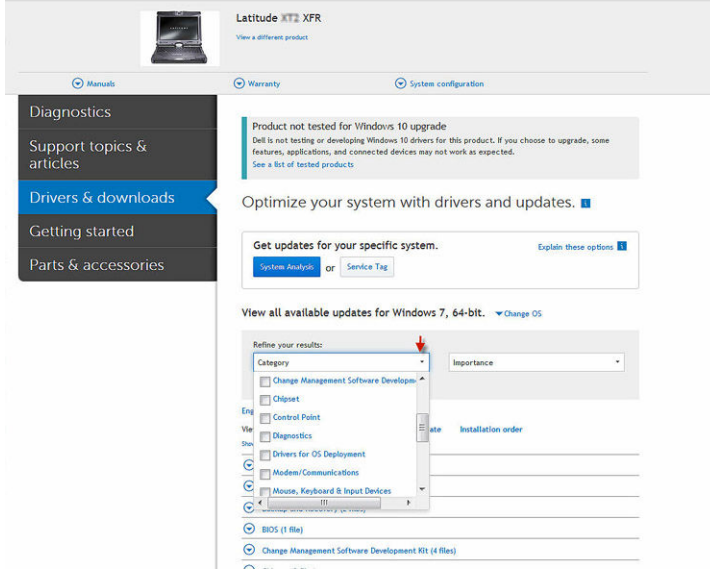 Latitude XT2 XFR
View a different product
Manuals
Warranty
System configuration
Diagnostics
Support topics &
articles
Drivers & downloads
Getting started
Parts & accessories
Product not tested for Windows 10 upgrade
Dell is not testing or developing Windows 10 drivers for this product. If you choose to upgrade, some
features, applications, and connected devices may not work as expected.
See a list of tested products
Optimize your system with drivers and updates.
Get updates for your specific system.
Explain these options
System Analysis or Service Tag
View all available updates for Windows 7, 64-bit. Change OS
Refine your results:
Category
Importance
Change Management Software Developm
Chipset
Control Point
Diagnostics
Drivers for OS Deployment
Modem/Communications
Mouse, Keyboard & Input Devices
Eng
Vie
ate
Installation order
BIOS (1 file)
Change Management Software Development Kit (4 files)